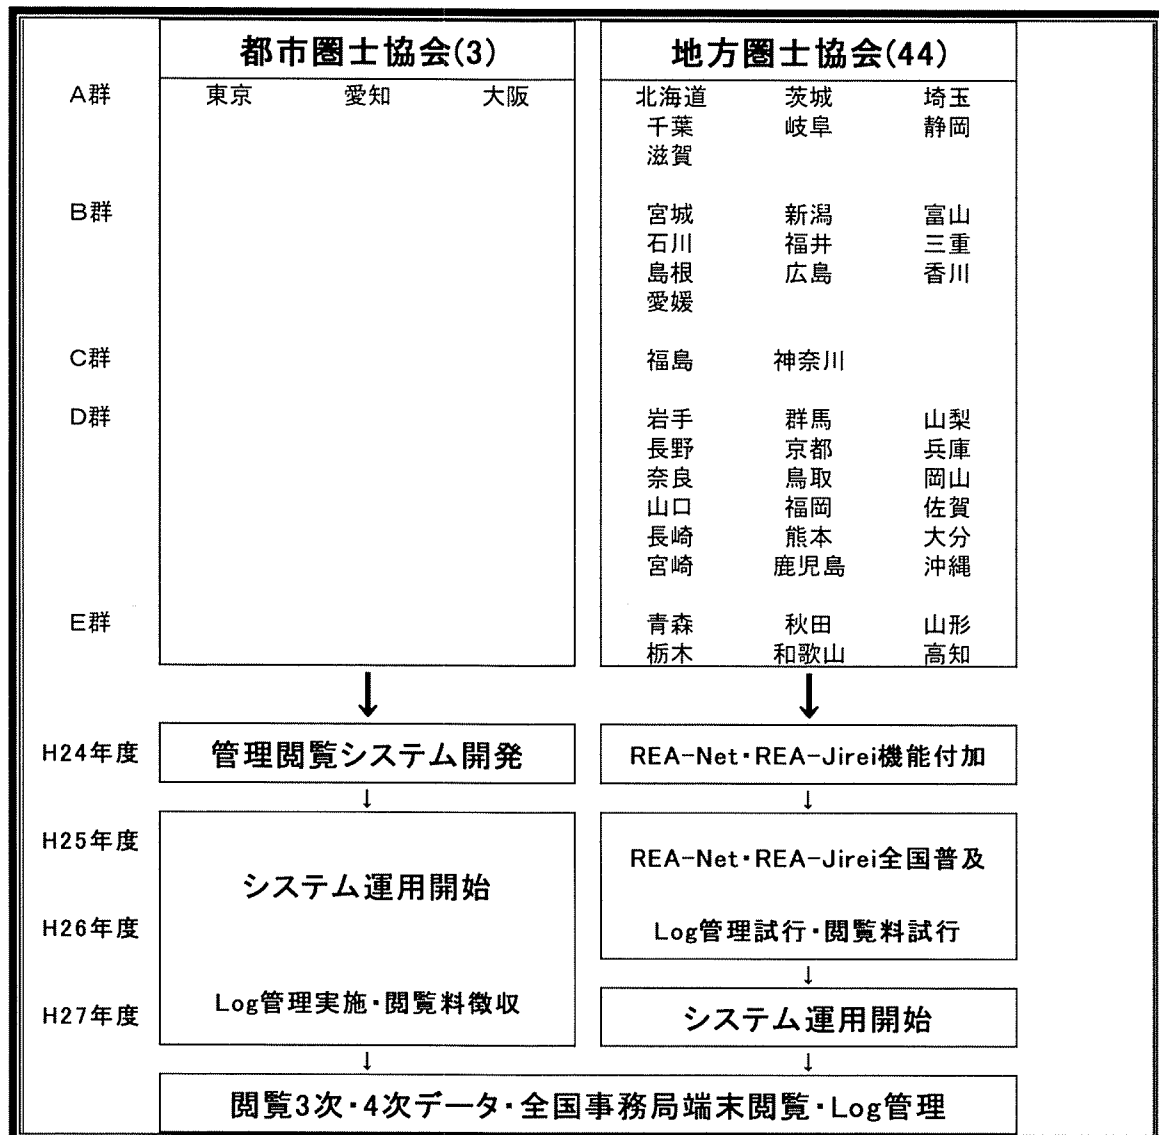 都市圏士協会(3) 地方圏士協会(44)
A群 東京 愛知 大阪 北海道 茨城 埼玉
千葉 岐阜 静岡
滋賀
B群 宮城 新潟 富山
石川 福井 三重
島根 広島 香川
愛媛
C群 福島 神奈川
D群 岩手 群馬 山梨
長野 京都 兵庫
奈良 鳥取 岡山
山口 福岡 佐賀
長崎 熊本 大分
宮崎 鹿児島 沖縄
E群 青森 秋田 山形
栃木 和歌山 高知
↓ ↓
H24年度 管理閲覧システム開発 REA-Net・REA-Jirei機能付加
↓ ↓
H25年度 REA-Net・REA-Jirei全国普及
システム運用開始
H26年度 Log管理試行・閲覧料試行
↓
H27年度 Log管理実施・閲覧料徴収 システム運用開始
↓ ↓
閲覧3次・4次データ・全国事務局端末閲覧・Log管理